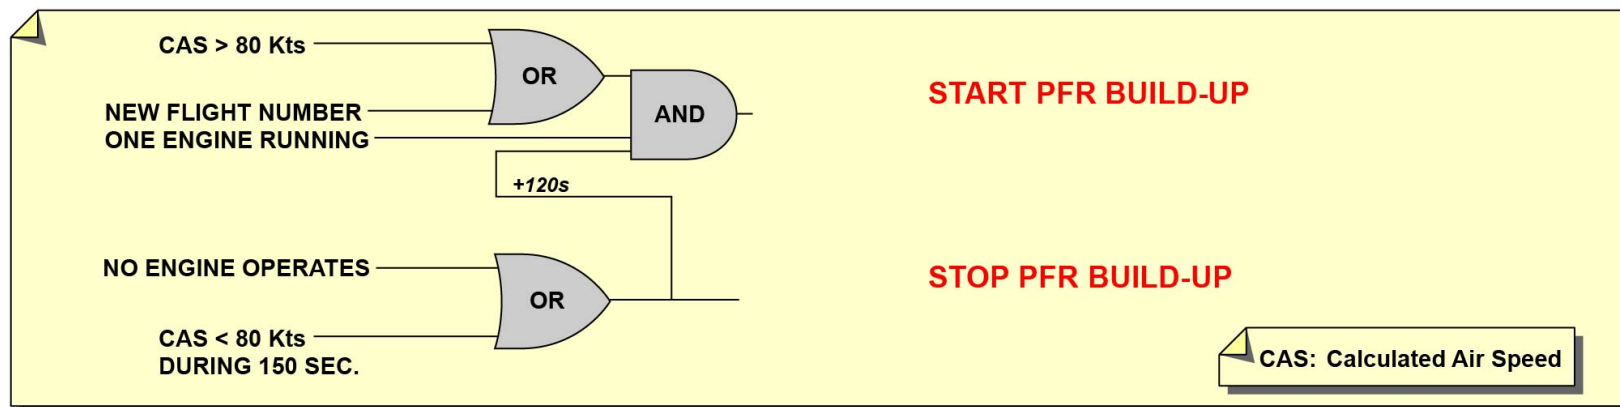 CAS > 80 Kts
OR
START PFR BUILD-UP
AND
NEW FLIGHT NUMBER
ONE ENGINE RUNNING
+120s
NO ENGINE OPERATES
STOP PFR BUILD-UP
OR
CAS < 80 Kts
DURING 150 SEC.
CAS: Calculated Air Speed